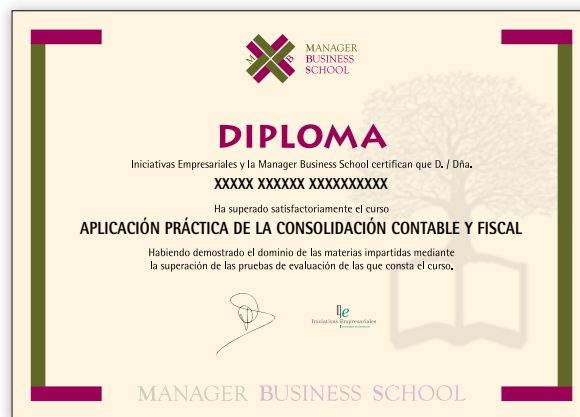 M B
MANAGER
BUSINESS
SCHOOL
DIPLOMA
Iniciativas Empresariales y la Manager Business School certifican que D. / Dña.
XXXXX XXXXXX XXXXXXXXXX
Ha superado satisfactoriamente el curso
APLICACIÓN PRÁCTICA DE LA CONSOLIDACIÓN CONTABLE Y FISCAL
Habiendo demostrado el dominio de las materias impartidas mediante
la superación de las pruebas de evaluación de las que consta el curso.
Iniciativas Empresariales
MANAGER BUSINESS SCHOOL